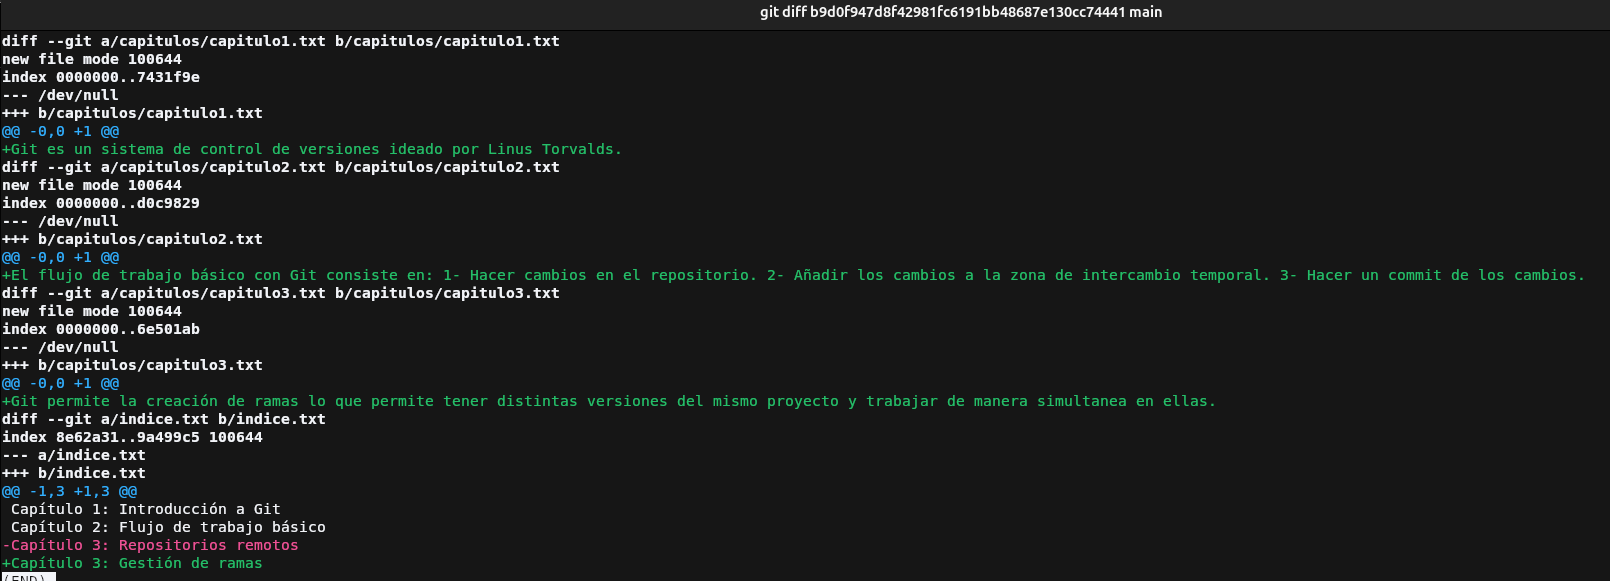 git diff b9d0f947d8f42981fc6191bb48687e130cc74441 main
diff --git a/capitulos/capitulo1.txt b/capitulos/capitulo1.txt
new file mode 100644
index 0000000..7431f9e
--- /dev/null
+++ b/capitulos/capitulo1.txt
@@ -0,0 +1 @@
+Git es un sistema de control de versiones ideado por Linus Torvalds.
diff --git a/capitulos/capitulo2.txt b/capitulos/capitulo2.txt
new file mode 100644
index 0000000..d0c9829
--- /dev/null
+++ b/capitulos/capitulo2.txt
@@ -0,0 +1 @@
+El flujo de trabajo básico con Git consiste en: 1- Hacer cambios en el repositorio. 2- Añadir los cambios a la zona de intercambio temporal. 3- Hacer un commit de los cambios.
diff --git a/capitulos/capitulo3.txt b/capitulos/capitulo3.txt
new file mode 100644
index 0000000..6e501ab
--- /dev/null
+++ b/capitulos/capitulo3.txt
@@ -0,0 +1 @@
+Git permite la creación de ramas lo que permite tener distintas versiones del mismo proyecto y trabajar de manera simultanea en ellas.
diff --git a/indice.txt b/indice.txt
index 8e62a31..9a499c5 100644
--- a/indice.txt
+++ b/indice.txt
@@ -1,3 +1,3 @@
 Capítulo 1: Introducción a Git
 Capítulo 2: Flujo de trabajo básico
-Capítulo 3: Repositorios remotos
+Capítulo 3: Gestión de ramas
(END)